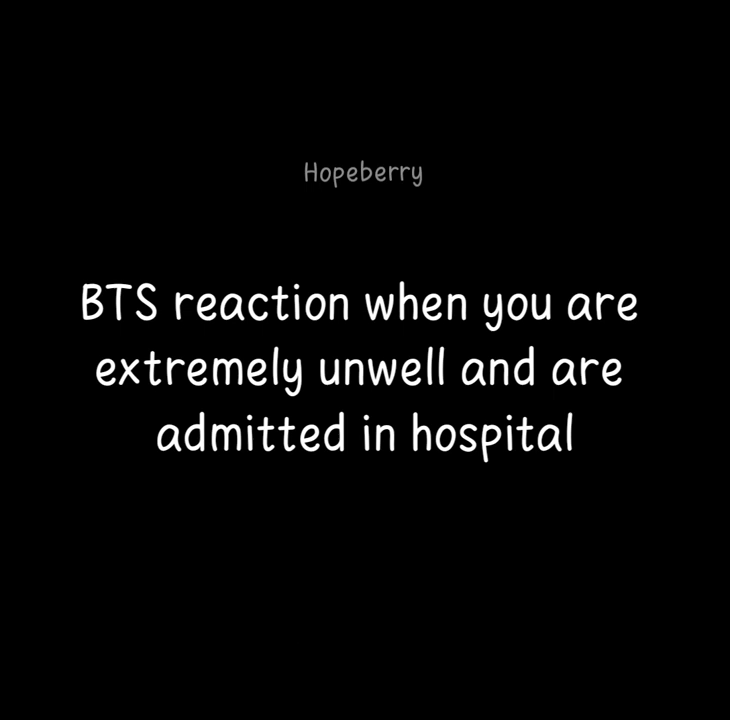 Hopeberry
BTS reaction when you are
extremely unwell and are
admitted in hospital